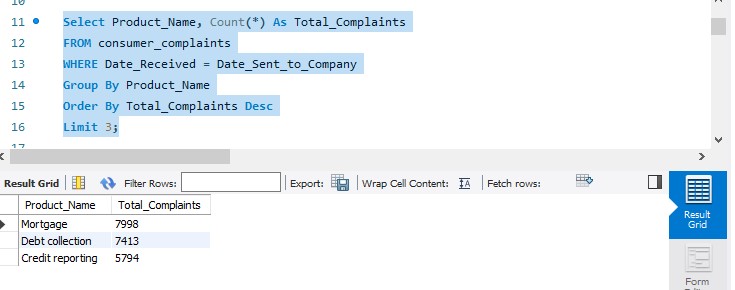 10
11 Select Product_Name, Count(*) As Total_Complaints
12 FROM consumer_complaints
13 WHERE Date_Received = Date_Sent_to_Company
14 Group By Product_Name
15 Order By Total_Complaints Desc
16 Limit 3;
17
Result Grid Filter Rows: Export: Wrap Cell Content: IA Fetch rows:
Product_Name Total_Complaints
Mortgage 7998
Debt collection 7413
Credit reporting 5794
Result
Grid
Form